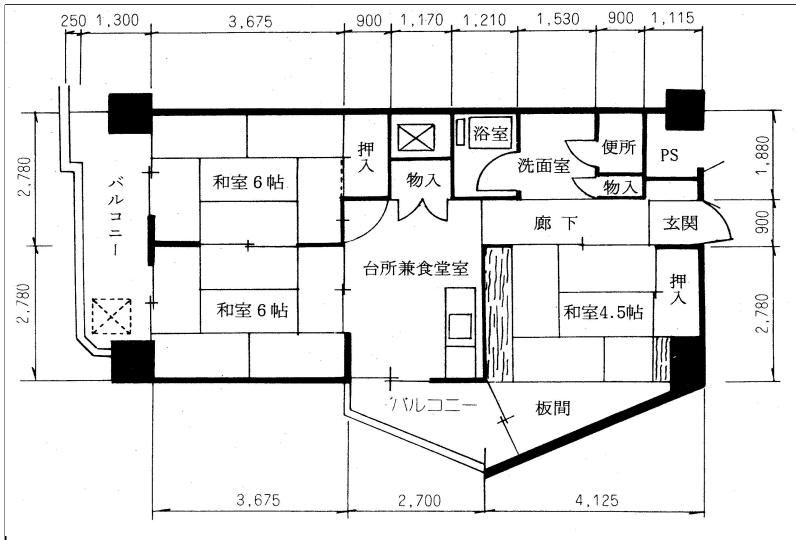 250 1,300 3,675 900 1,170 1,210 1,530 900 1,115
2,780
2,780
バルコニー
和室6帖
押入
物入
浴室
洗面室
便所
物入
PS
1,880
900
2,780
廊下
玄関
台所兼食堂室
和室6帖
和室4.5帖
押入
バルコニー
板間
3,675 2,700 4,125